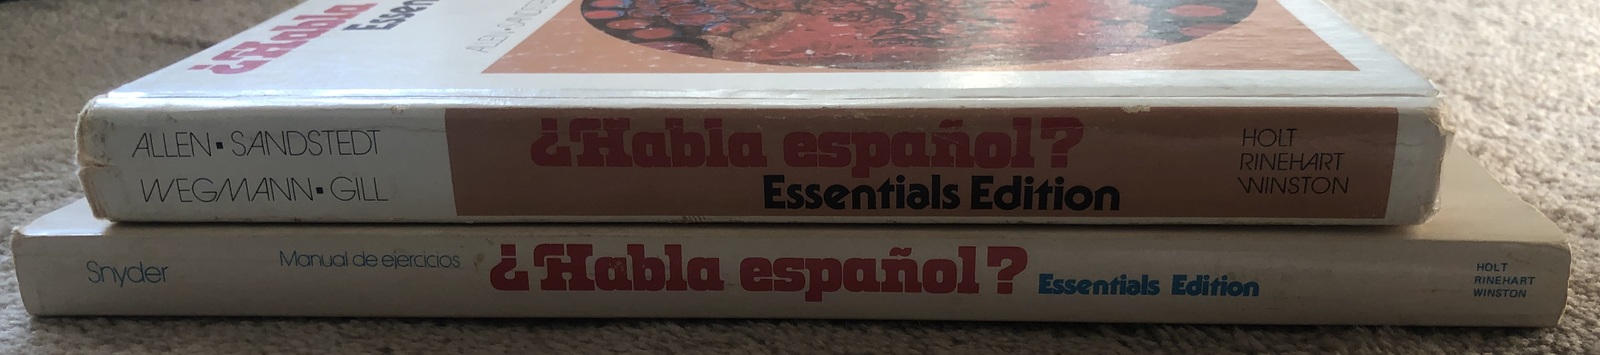 ¿Habla
Essen
ALLEN▪SANDSTEDT
WEGMANN▪GILL
¿Habla español?
Essentials Edition
HOLT
RINEHART
WINSTON
Snyder
Manual de ejercicios
¿Habla español?
Essentials Edition
HOLT
RINEHART
WINSTON